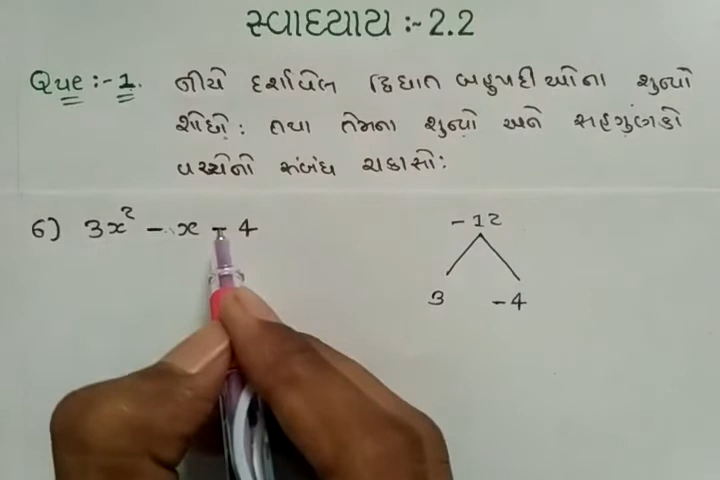 સ્વાધ્યાય :- 2.2
Que :- 1. નીચે દર્શાવેલ દ્વિઘાત બહુપદીઓના શુન્યો
શોધો : તથા તેમના શુન્યો અને સહગુણકો
વચ્ચેનો સંબંધ ચકાસો :
6) 3x² - x - 4
-12
3 -4